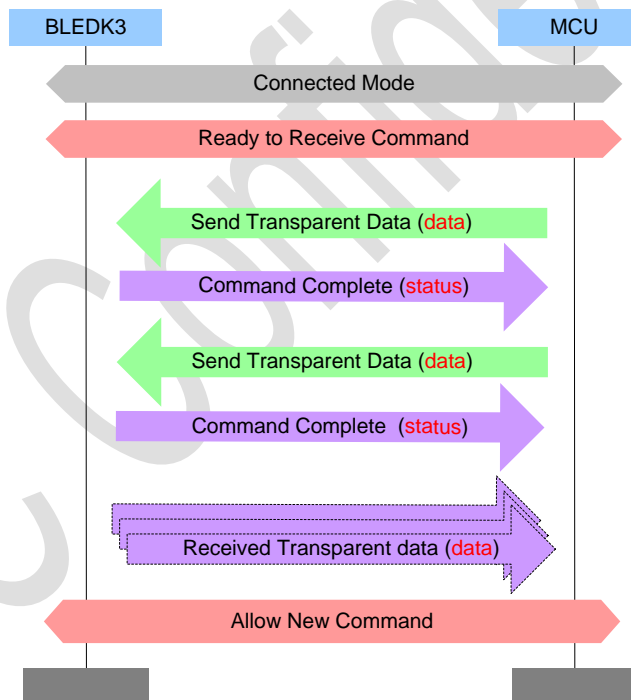 BLEDK3 MCU
Connected Mode
Ready to Receive Command
Send Transparent Data (data)
Command Complete (status)
Send Transparent Data (data)
Command Complete (status)
Received Transparent data (data)
Allow New Command